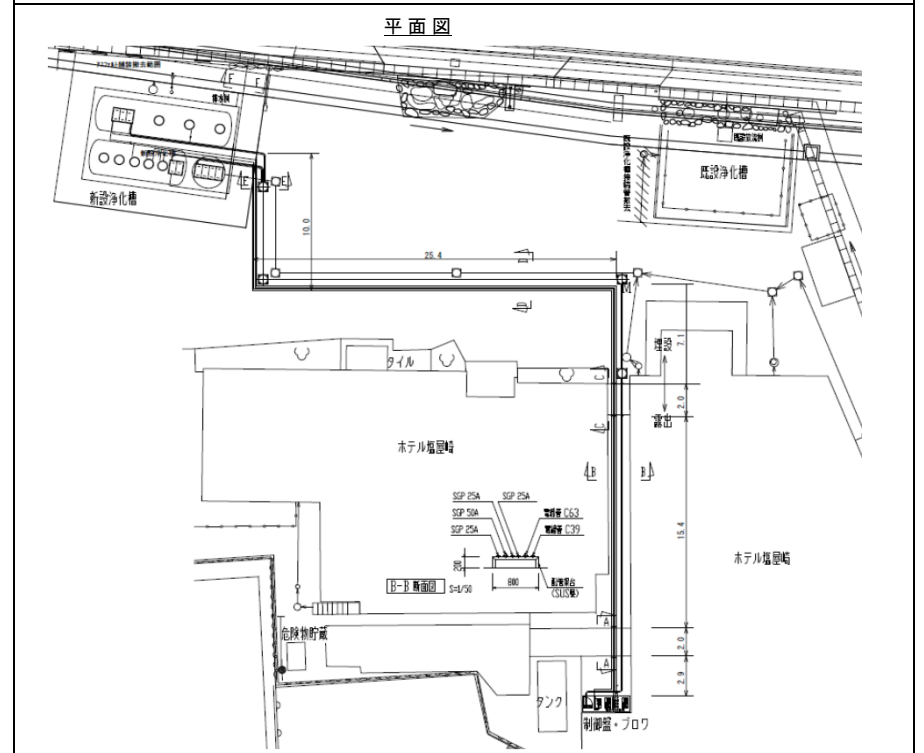 平面図
F
F
新設浄化槽
E
E
10.0
既設浄化槽
25.4
D
D
M
埋設
7.1
タイル
C
2.0
露出
C
ホテル塩屋崎
B
B
SGP 25A
SGP 25A
SGP 50A
電線管 C63
SGP 25A
電線管 C39
200
800
配管架台
(SUS製)
B-B 断面図
S=1/50
15.4
ホテル塩屋崎
A
危険物貯蔵
2.0
A
2.9
タンク
制御盤・ブロワ